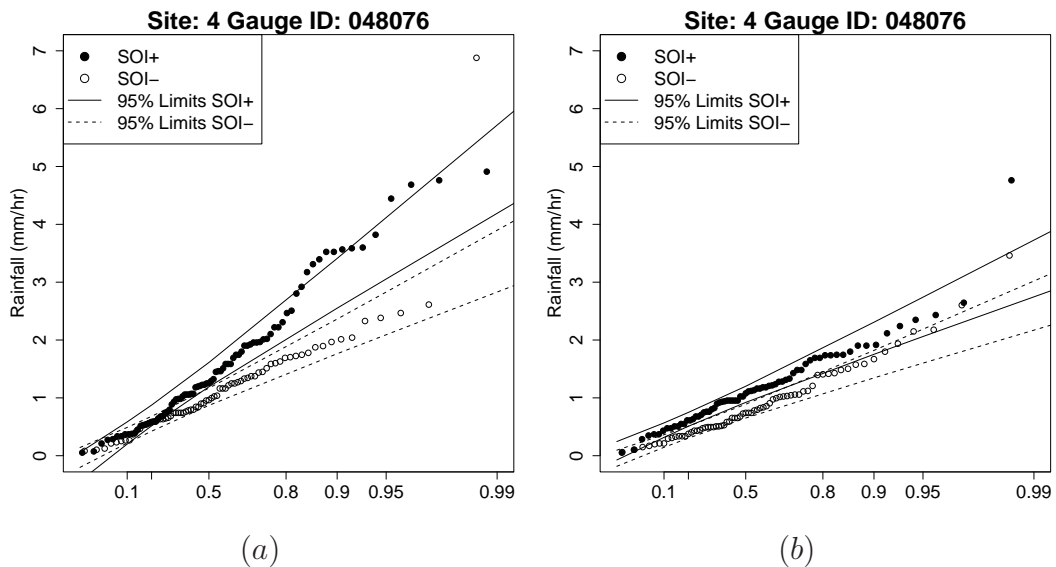 Site: 4 Gauge ID: 048076
SOI+
SOI−
95% Limits SOI+
95% Limits SOI−
Rainfall (mm/hr)
7
6
5
4
3
2
1
0
0.1 0.5 0.8 0.9 0.95 0.99
(a)
Site: 4 Gauge ID: 048076
SOI+
SOI−
95% Limits SOI+
95% Limits SOI−
Rainfall (mm/hr)
7
6
5
4
3
2
1
0
0.1 0.5 0.8 0.9 0.95 0.99
(b)